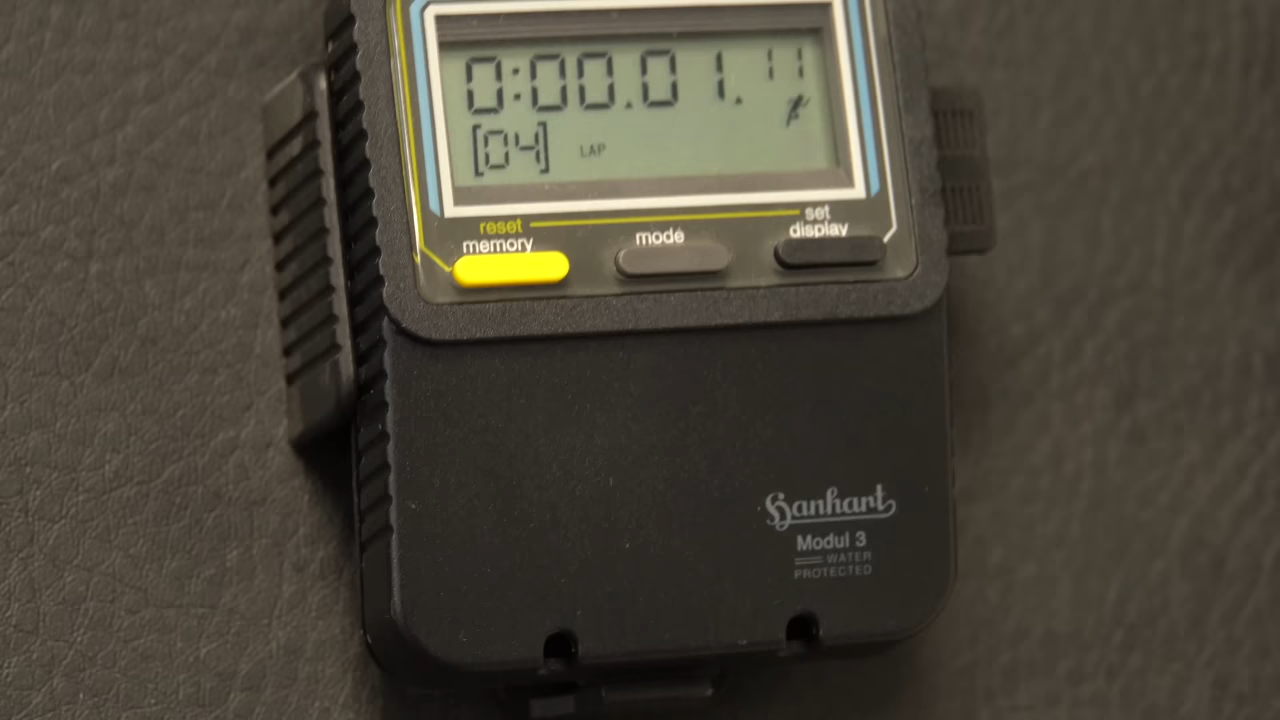 0:00.01.11
[04] LAP
reset set
memory mode display
Hanhart
Modul 3
WATER
PROTECTED